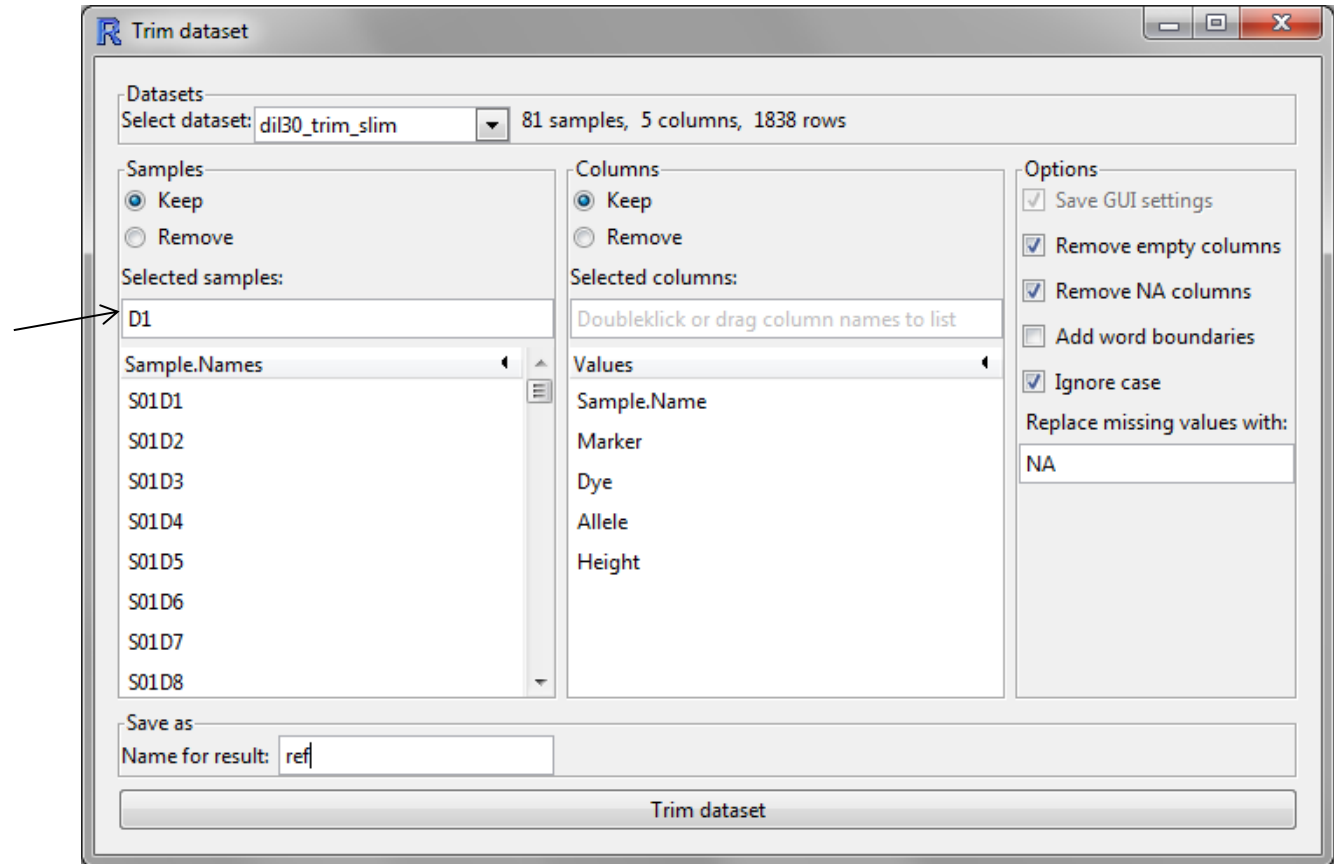 Trim dataset
Datasets
Select dataset: dil30_trim_slim 81 samples, 5 columns, 1838 rows
Samples
Keep
Remove
Selected samples:
D1
Sample.Names
S01D1
S01D2
S01D3
S01D4
S01D5
S01D6
S01D7
S01D8
Columns
Keep
Remove
Selected columns:
Doubleklick or drag column names to list
Values
Sample.Name
Marker
Dye
Allele
Height
Options
Save GUI settings
Remove empty columns
Remove NA columns
Add word boundaries
Ignore case
Replace missing values with:
NA
Save as
Name for result: ref
Trim dataset